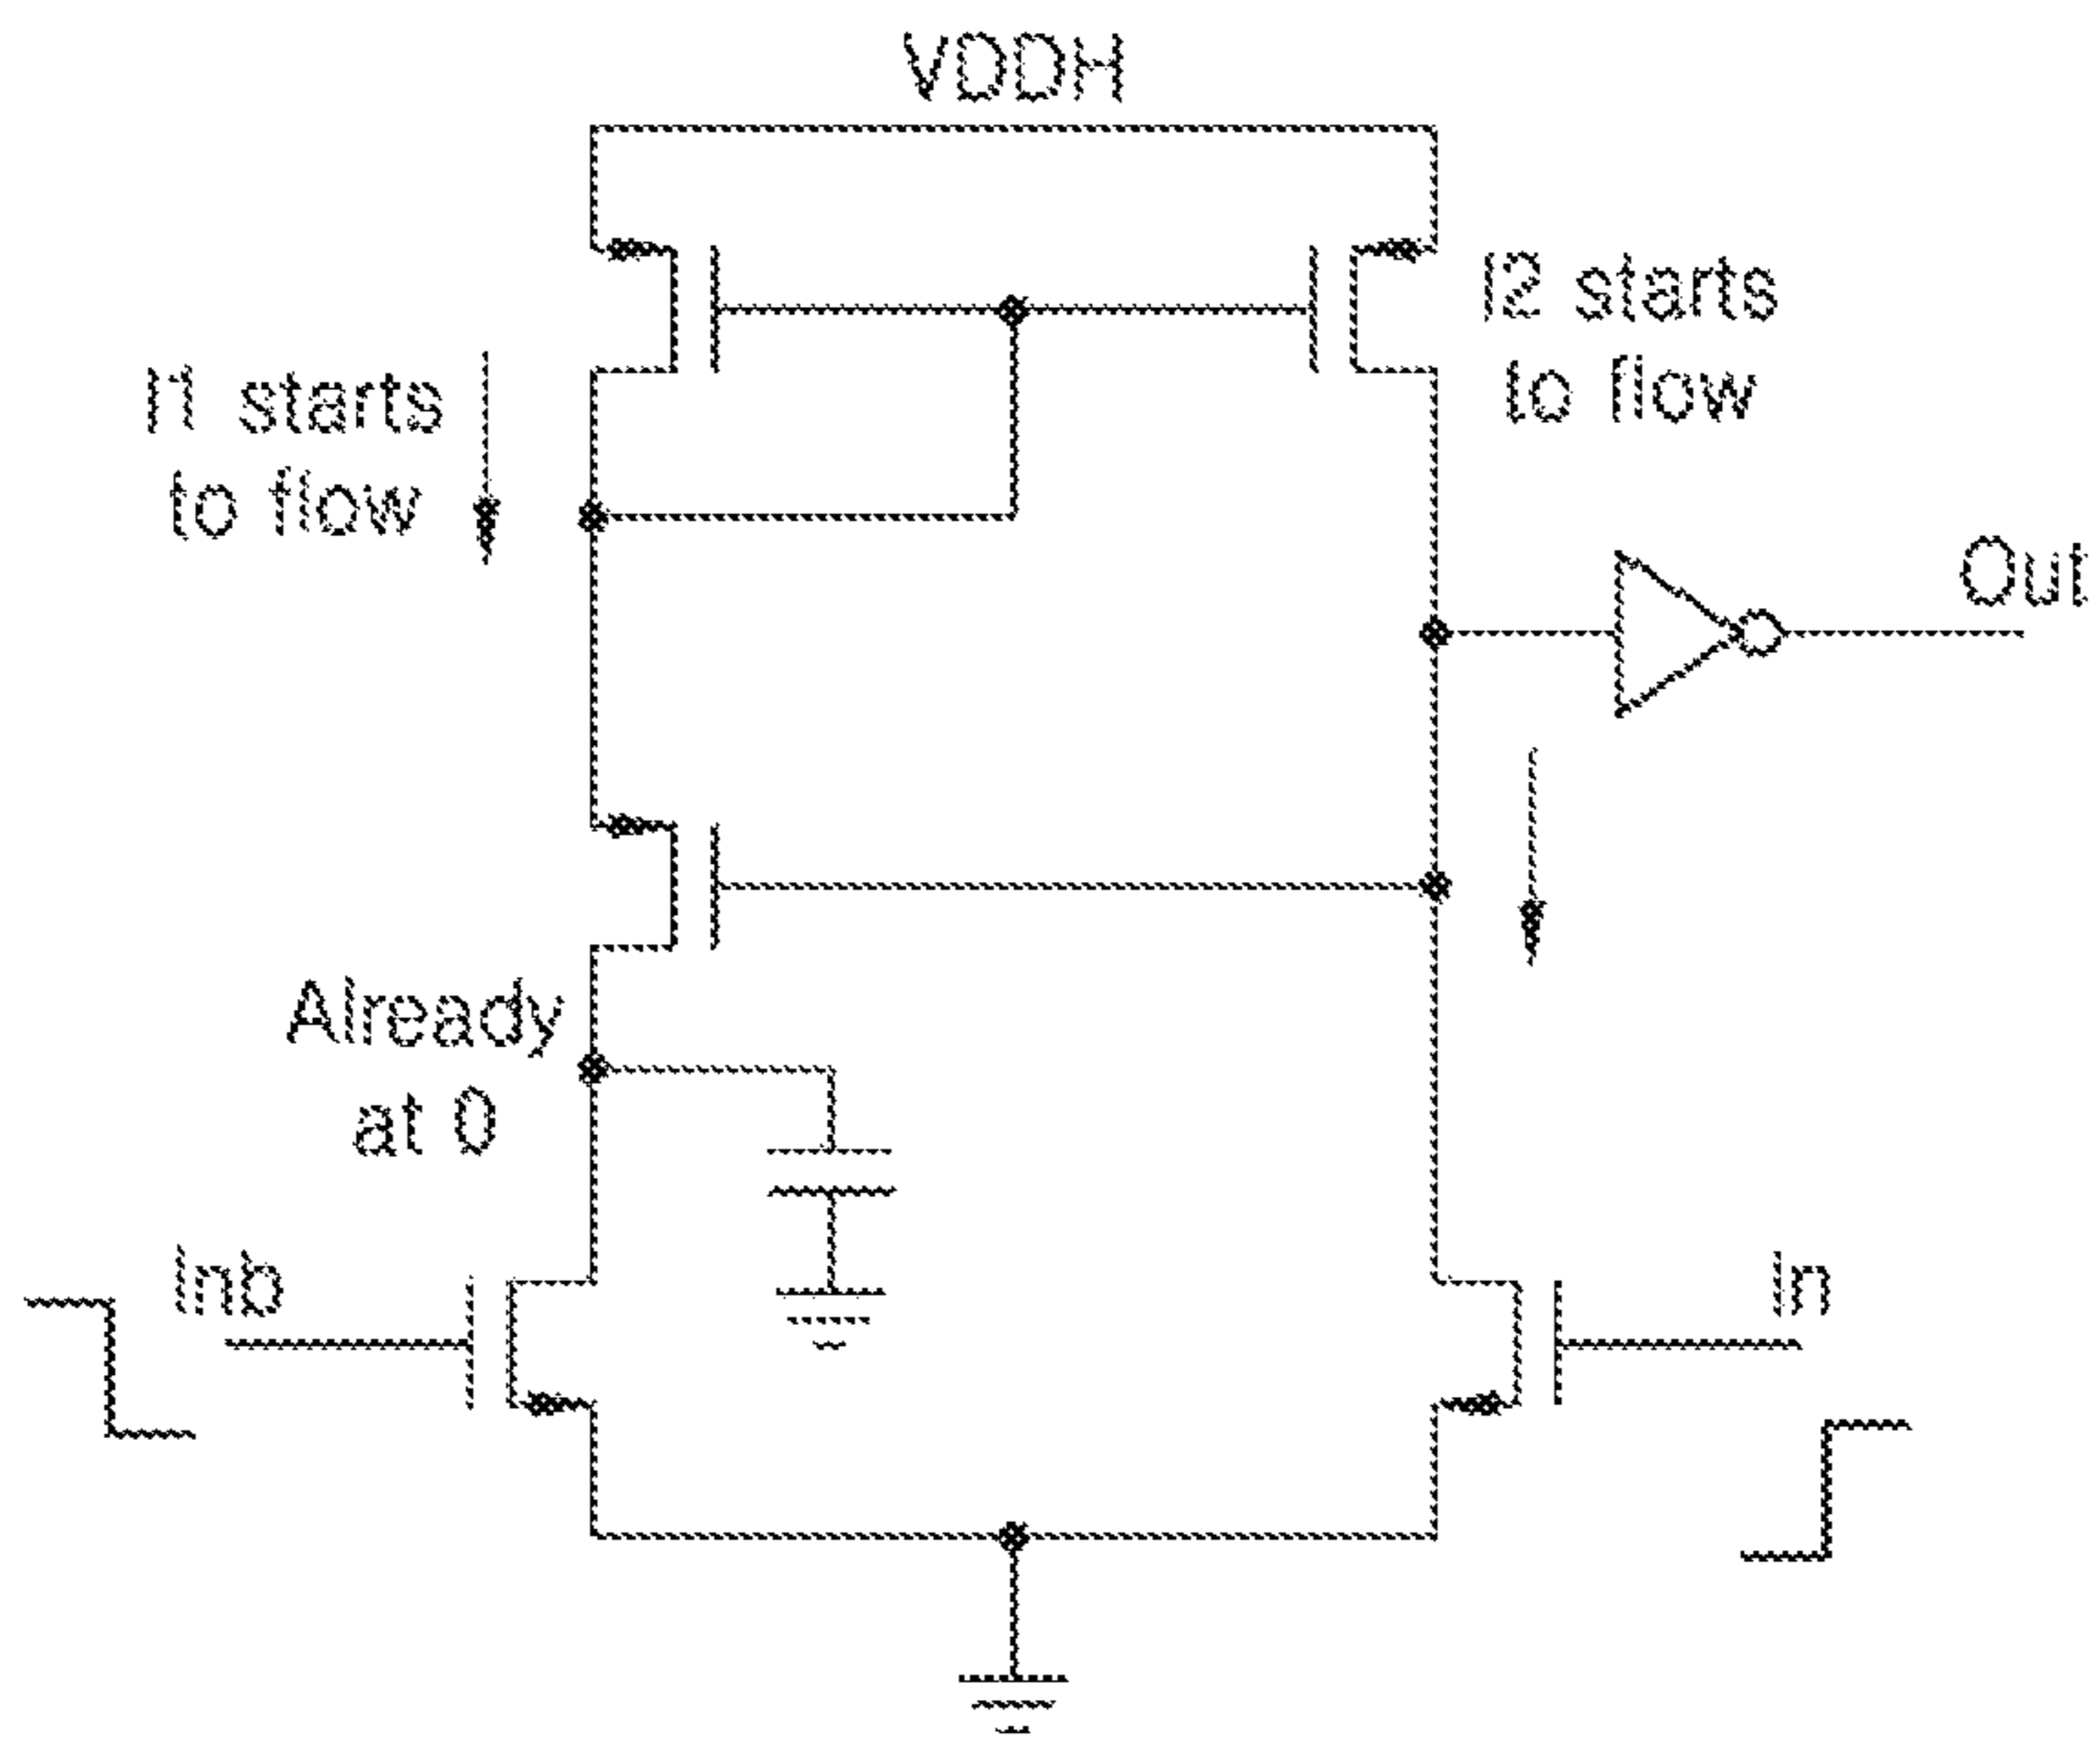 VDDH
I2 starts
to flow
I1 starts
to flow
Out
Already
at 0
Inb
In